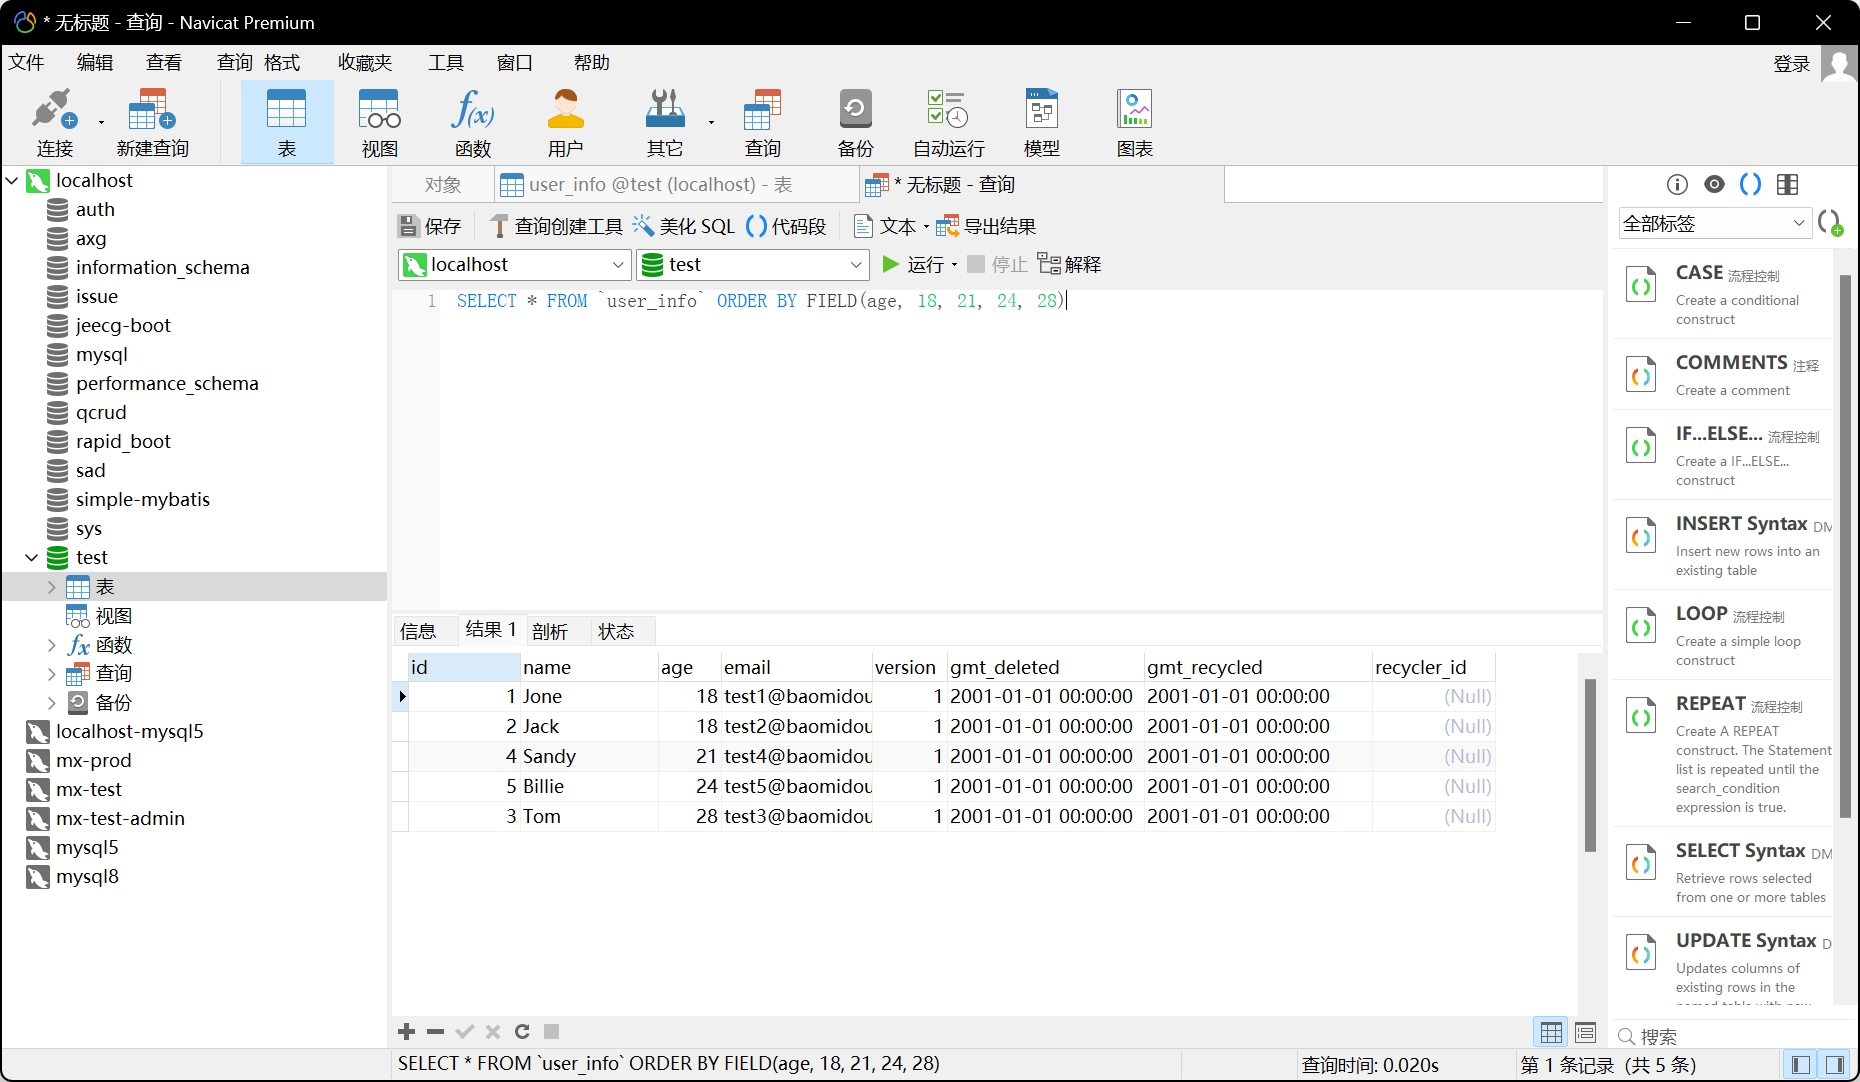 * 无标题 - 查询 - Navicat Premium
文件 编辑 查看 查询 格式 收藏夹 工具 窗口 帮助 登录
连接 新建查询 表 视图 函数 用户 其它 查询 备份 自动运行 模型 图表
localhost
auth
axg
information_schema
issue
jeecg-boot
mysql
performance_schema
qcrud
rapid_boot
sad
simple-mybatis
sys
test
表
视图
函数
查询
备份
localhost-mysql5
mx-prod
mx-test
mx-test-admin
mysql5
mysql8
对象 user_info @test (localhost) - 表 * 无标题 - 查询
保存 查询创建工具 美化 SQL 代码段 文本 导出结果
localhost test 运行 停止 解释
1 SELECT * FROM `user_info` ORDER BY FIELD(age, 18, 21, 24, 28)
信息 结果 1 剖析 状态
id name age email version gmt_deleted gmt_recycled recycler_id
1 Jone 18 test1@baomidou 1 2001-01-01 00:00:00 2001-01-01 00:00:00 (Null)
2 Jack 18 test2@baomidou 1 2001-01-01 00:00:00 2001-01-01 00:00:00 (Null)
4 Sandy 21 test4@baomidou 1 2001-01-01 00:00:00 2001-01-01 00:00:00 (Null)
5 Billie 24 test5@baomidou 1 2001-01-01 00:00:00 2001-01-01 00:00:00 (Null)
3 Tom 28 test3@baomidou 1 2001-01-01 00:00:00 2001-01-01 00:00:00 (Null)
全部标签
CASE 流程控制
Create a conditional
construct
COMMENTS 注释
Create a comment
IF...ELSE... 流程控制
Create a IF...ELSE...
construct
INSERT Syntax DM
Insert new rows into an
existing table
LOOP 流程控制
Create a simple loop
construct
REPEAT 流程控制
Create A REPEAT
construct. The Statement
list is repeated until the
search_condition
expression is true.
SELECT Syntax DM
Retrieve rows selected
from one or more tables
UPDATE Syntax D
Updates columns of
existing rows in the
named table with new
搜索
SELECT * FROM `user_info` ORDER BY FIELD(age, 18, 21, 24, 28) 查询时间: 0.020s 第 1 条记录 (共 5 条)